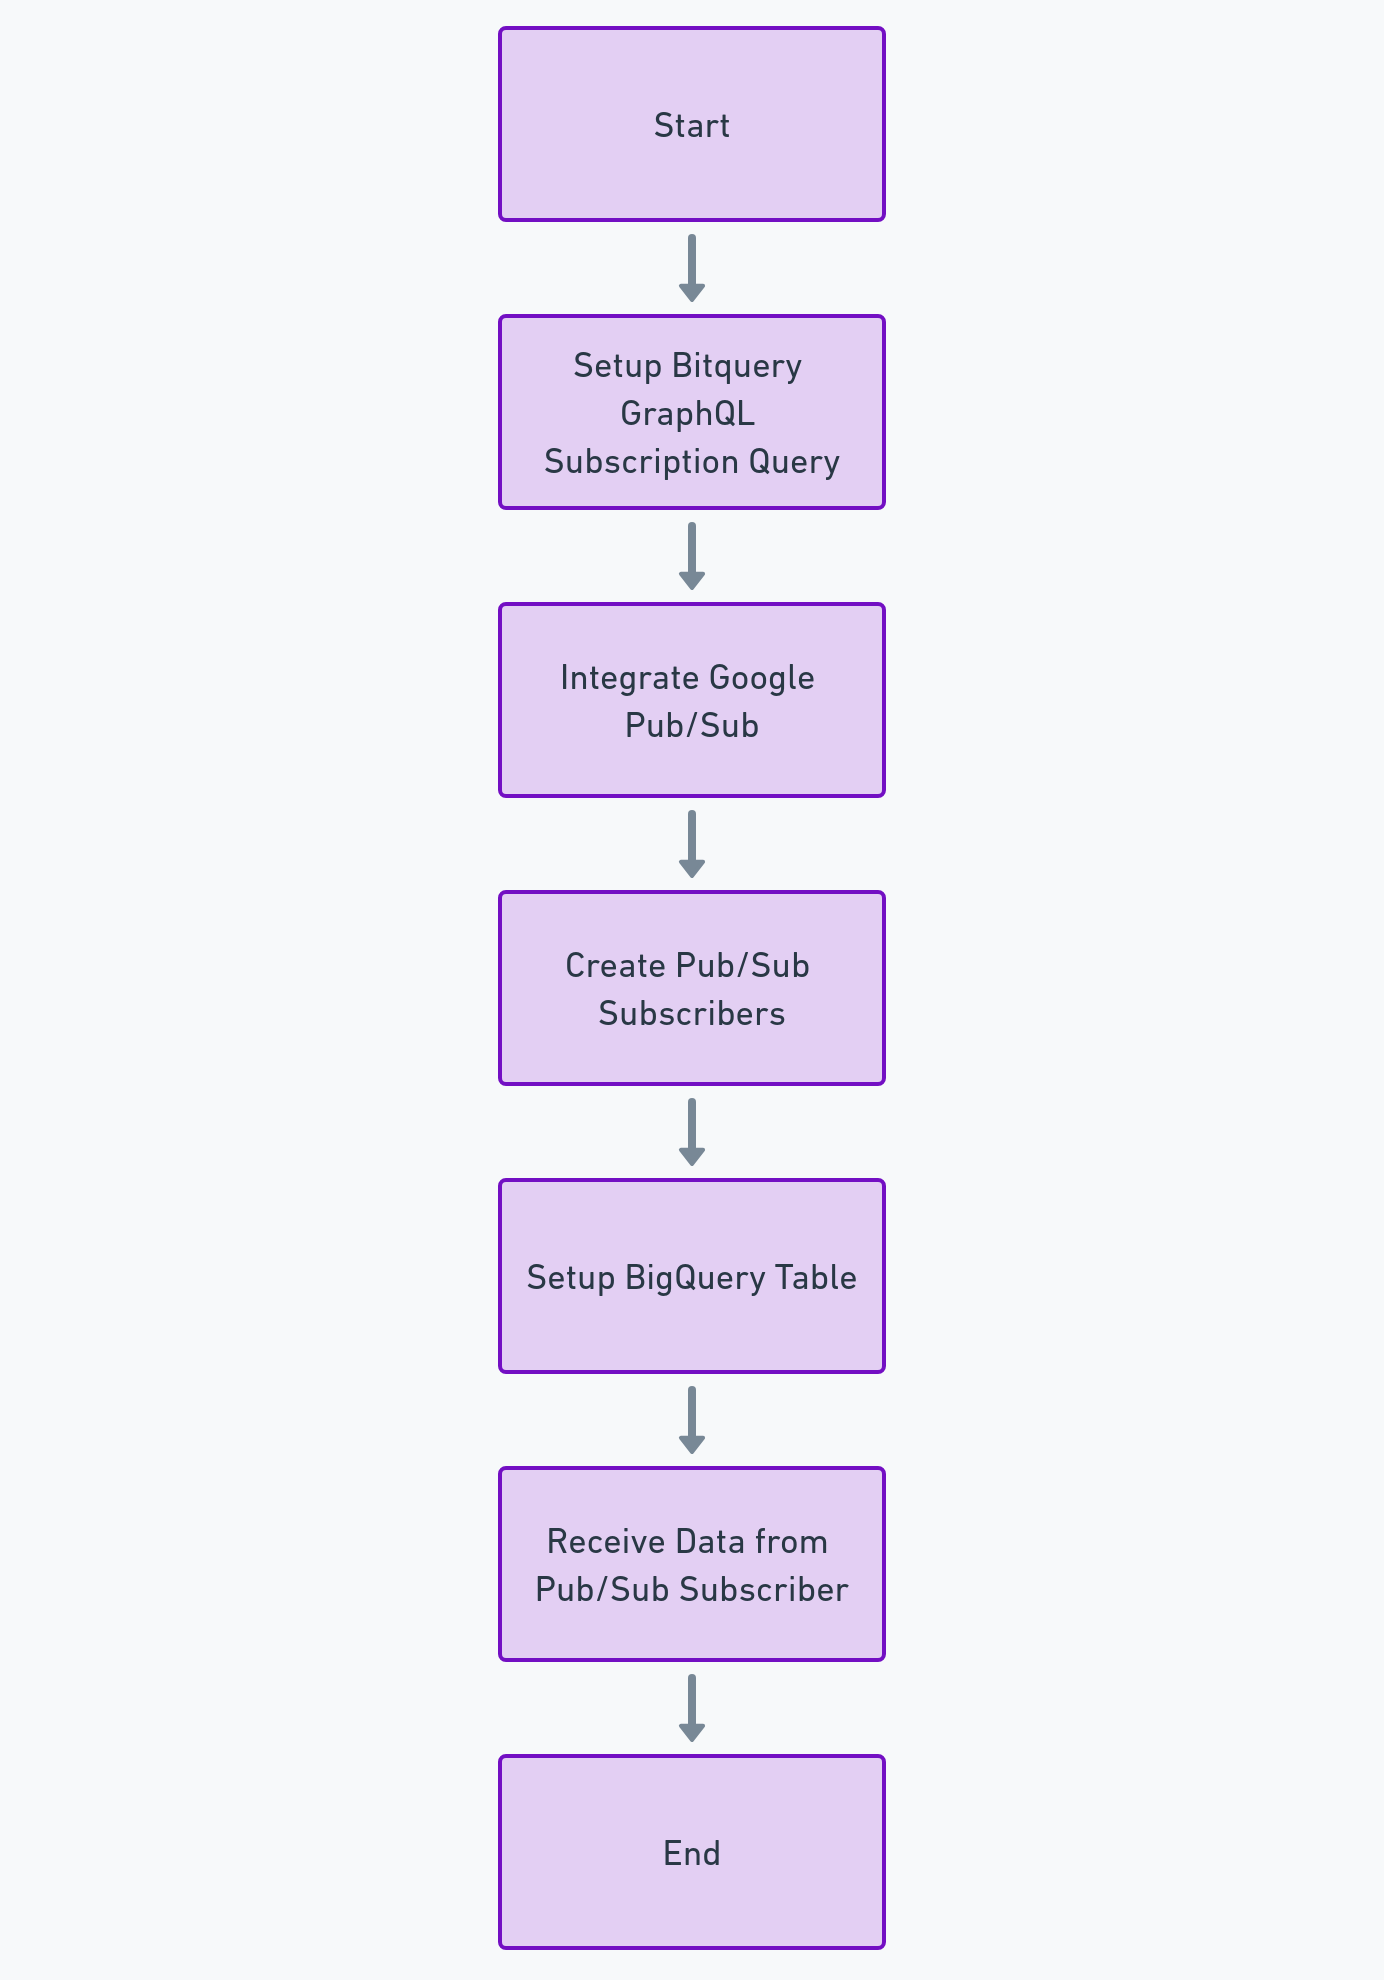 Start
Setup Bitquery
GraphQL
Subscription Query
Integrate Google
Pub/Sub
Create Pub/Sub
Subscribers
Setup BigQuery Table
Receive Data from
Pub/Sub Subscriber
End